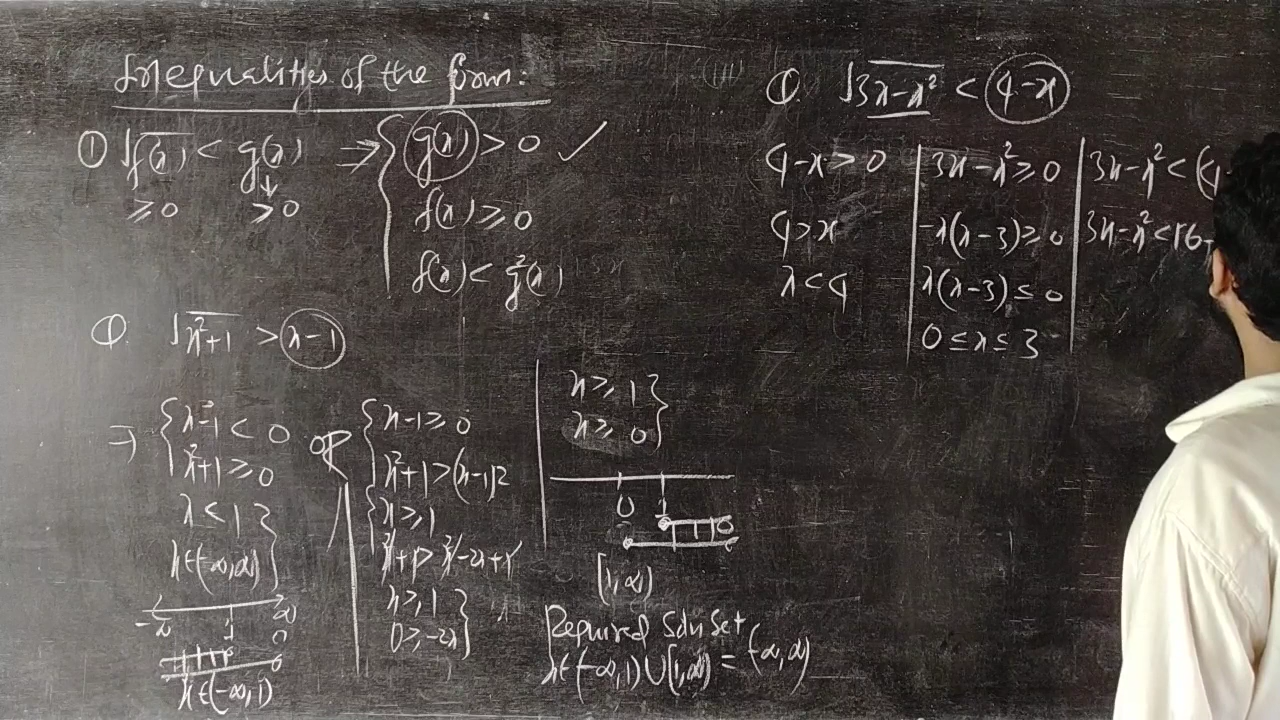 Inequalities of the form:
① √f(x) < g(x) ⇒ { g(x) > 0 ✓
≥0 >0
f(x) ≥ 0
f(x) < g²(x)
Q. √x²+1 > x-1
⇒ { x-1 < 0
x²+1 ≥ 0
x < 1 }
x∈(-∞,∞) }
-∞ 1 ∞
x∈(-∞,1)
or { x-1 ≥ 0
x²+1 > (x-1)2
{ x ≥ 1
x²+1 > x²-2x+1
x ≥ 1 }
0 ≥ -2x }
x ≥ 1 }
x ≥ 0 }
0 1
[1,∞)
Required Soln Set
x∈(-∞,1) ∪ [1,∞) = (-∞,∞)
Q. √3x-x² < 4-x
4-x > 0
4 > x
x < 4
3x-x² ≥ 0
-x(x-3) ≥ 0
x(x-3) ≤ 0
0 ≤ x ≤ 3
3x-x² < (4-
3x-x² < 16-